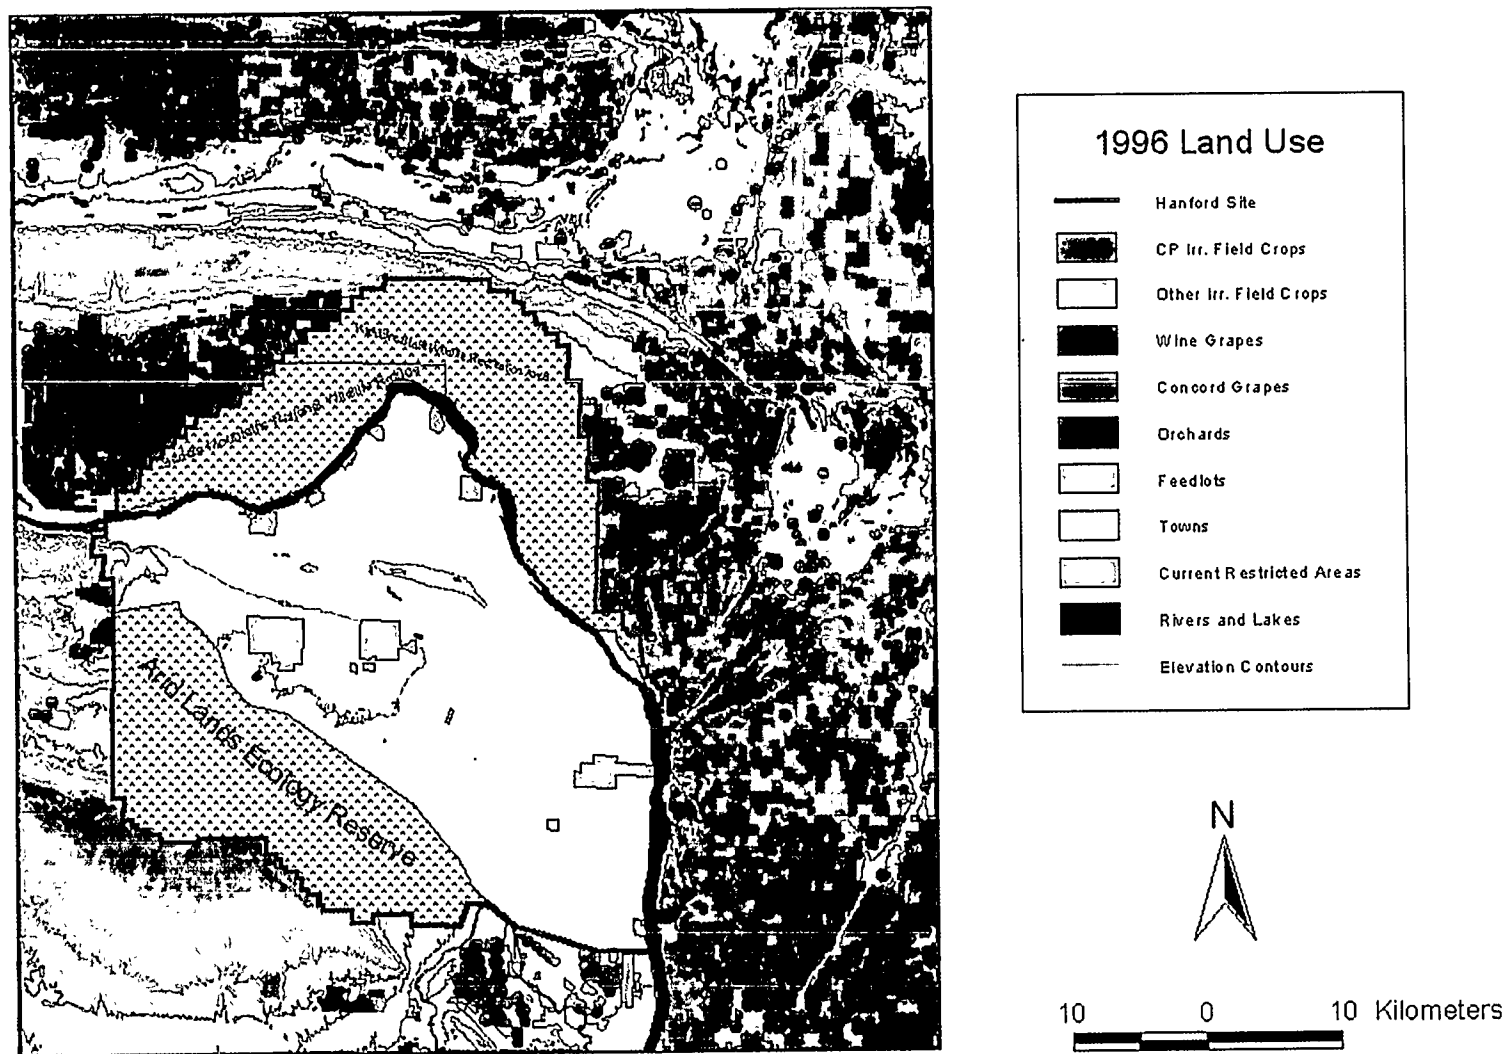 1996 Land Use
Hanford Site
CP Irr. Field Crops
Other Irr. Field Crops
Wine Grapes
Concord Grapes
Orchards
Feedlots
Towns
Current Restricted Areas
Rivers and Lakes
Elevation Contours
Arid Lands Ecology Reserve
N
10 0 10 Kilometers